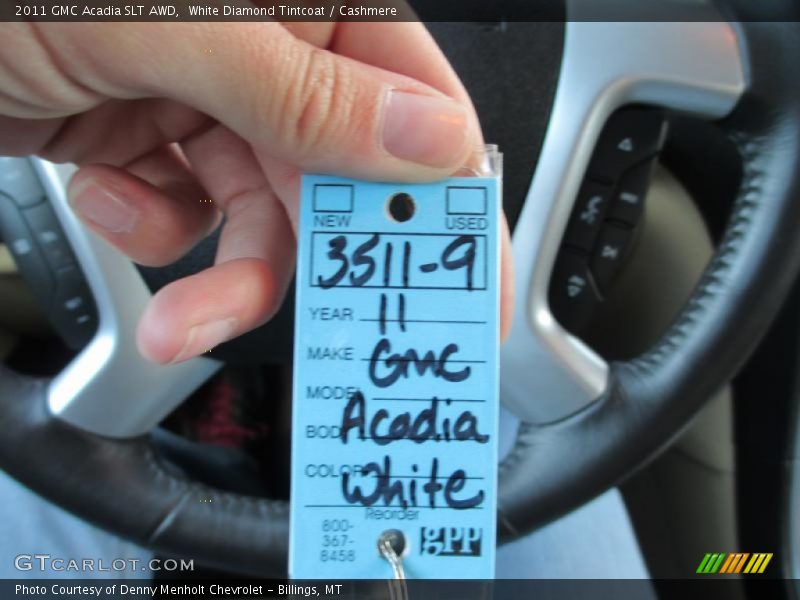 2011 GMC Acadia SLT AWD,  White Diamond Tintcoat / Cashmere
NEW USED
3511-9
YEAR 11
MAKE GMC
MODEL
BODY Acadia
COLOR White
Reorder
800-
367-
8458
gpp
GTCARLOT.COM
Photo Courtesy of Denny Menholt Chevrolet – Billings, MT